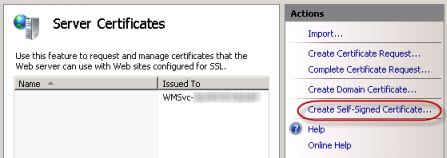 Server Certificates
Use this feature to request and manage certificates that the
Web server can use with Web sites configured for SSL.
Name
Issued To
WMSvc-
Actions
Import...
Create Certificate Request...
Complete Certificate Request...
Create Domain Certificate...
Create Self-Signed Certificate...
Help
Online Help